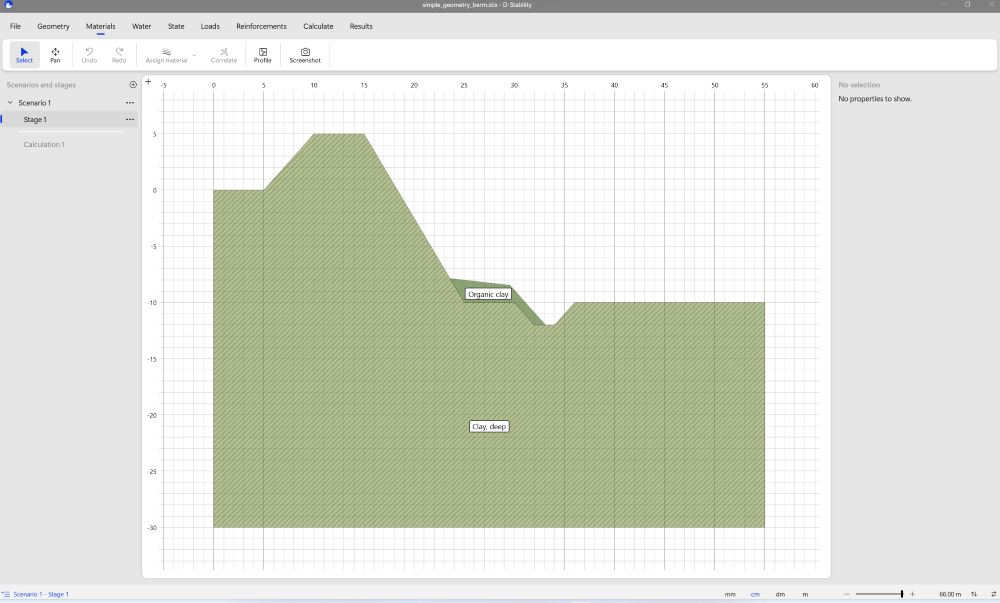 simple_geometry_berm.stix - D-Stability
File Geometry Materials Water State Loads Reinforcements Calculate Results
Select Pan Undo Redo Assign material Correlate Profile Screenshot
Scenarios and stages
Scenario 1
Stage 1
Calculation 1
-5 0 5 10 15 20 25 30 35 40 45 50 55 60
5
0
-5
-10
-15
-20
-25
-30
Organic clay
Clay, deep
No selection
No properties to show.
Scenario 1 - Stage 1
mm cm dm m
66.00 m